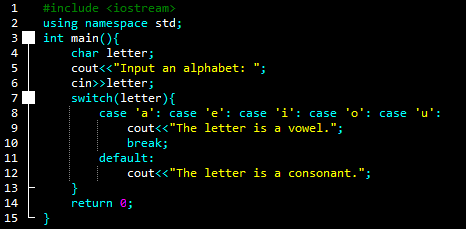 1 #include <iostream>
2 using namespace std;
3 int main(){
4 char letter;
5 cout<<"Input an alphabet: ";
6 cin>>letter;
7 switch(letter){
8 case 'a': case 'e': case 'i': case 'o': case 'u':
9 cout<<"The letter is a vowel.";
10 break;
11 default:
12 cout<<"The letter is a consonant.";
13 }
14 return 0;
15 }